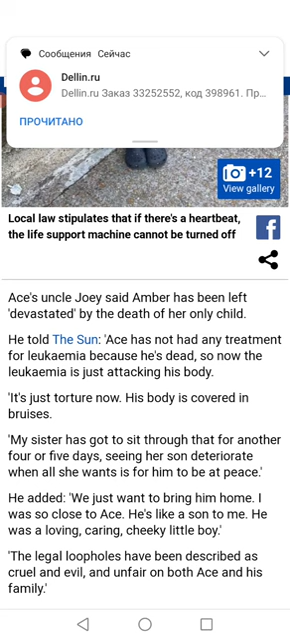 Сообщения Сейчас
Dellin.ru
Dellin.ru Заказ 33252552, код 398961. Пр...
ПРОЧИТАНО
+12
View gallery
Local law stipulates that if there's a heartbeat,
the life support machine cannot be turned off
Ace's uncle Joey said Amber has been left
'devastated' by the death of her only child.
He told The Sun: 'Ace has not had any treatment
for leukaemia because he's dead, so now the
leukaemia is just attacking his body.
'It's just torture now. His body is covered in
bruises.
'My sister has got to sit through that for another
four or five days, seeing her son deteriorate
when all she wants is for him to be at peace.'
He added: 'We just want to bring him home. I
was so close to Ace. He's like a son to me. He
was a loving, caring, cheeky little boy.'
'The legal loopholes have been described as
cruel and evil, and unfair on both Ace and his
family.'